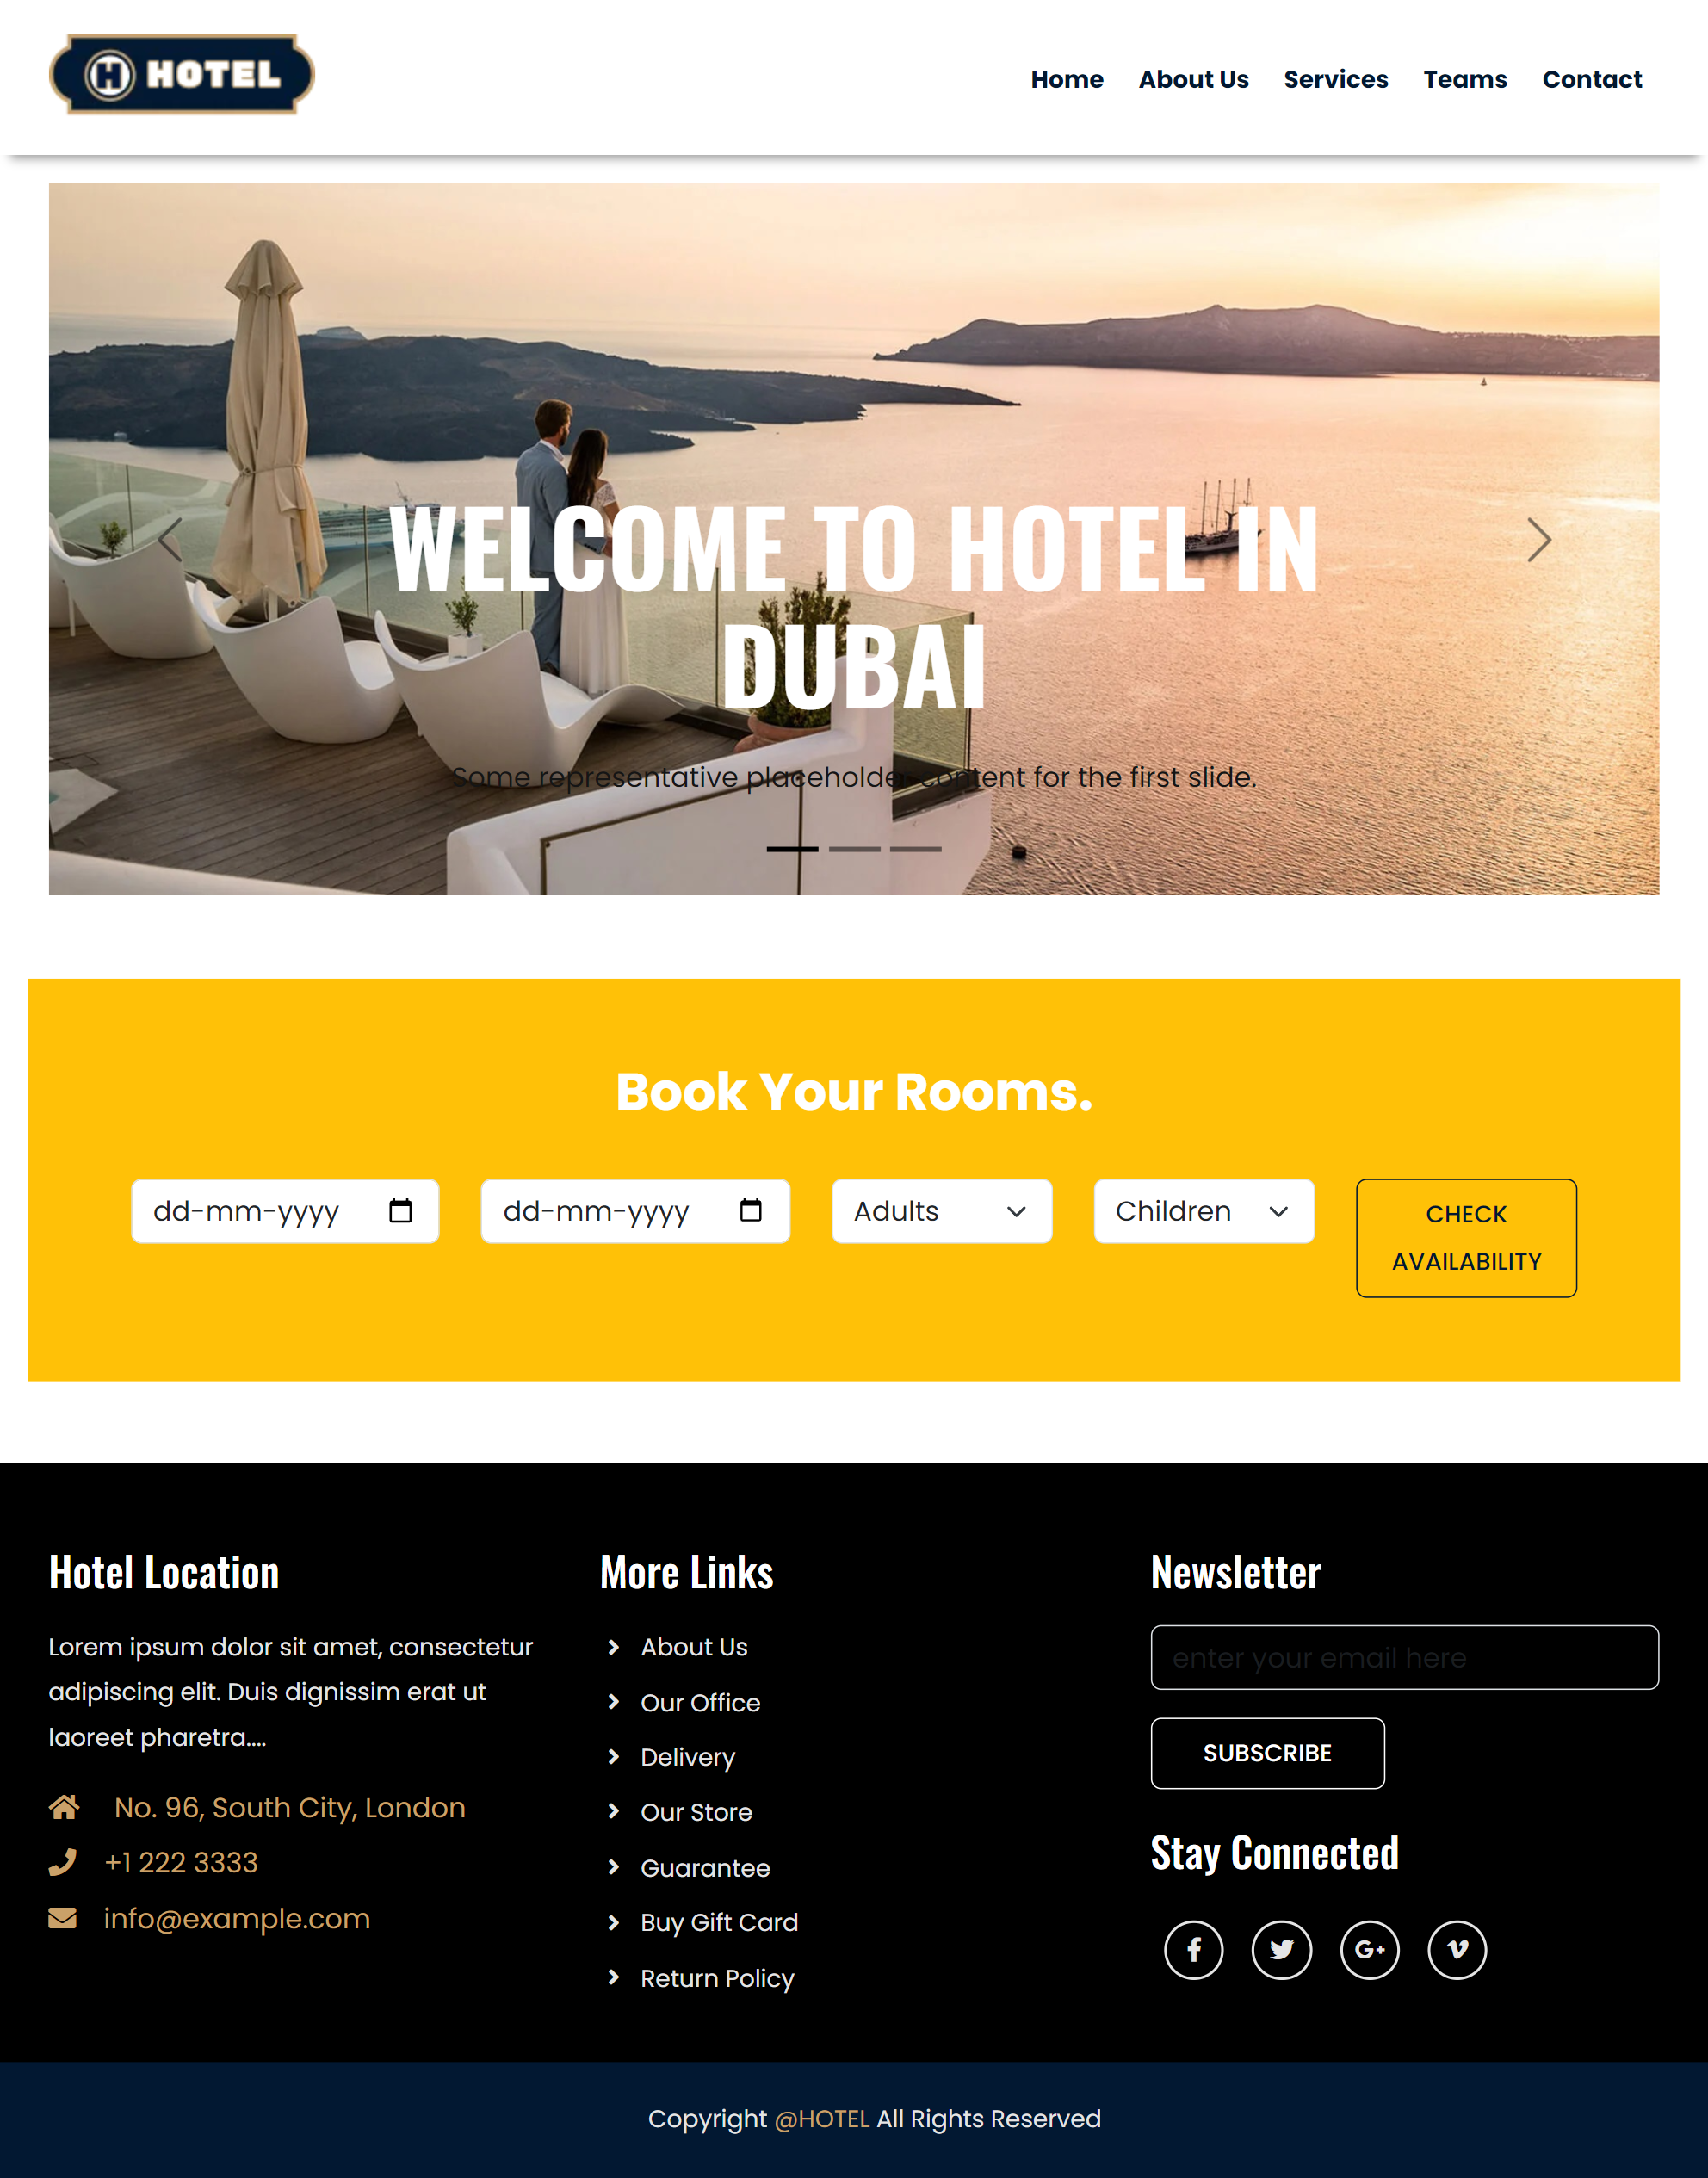 H HOTEL
Home About Us Services Teams Contact
WELCOME TO HOTEL IN
DUBAI
Some representative placeholder content for the first slide.
Book Your Rooms.
dd-mm-yyyy dd-mm-yyyy Adults Children CHECK
AVAILABILITY
Hotel Location
Lorem ipsum dolor sit amet, consectetur
adipiscing elit. Duis dignissim erat ut
laoreet pharetra....
No. 96, South City, London
+1 222 3333
info@example.com
More Links
About Us
Our Office
Delivery
Our Store
Guarantee
Buy Gift Card
Return Policy
Newsletter
enter your email here
SUBSCRIBE
Stay Connected
Copyright @HOTEL All Rights Reserved